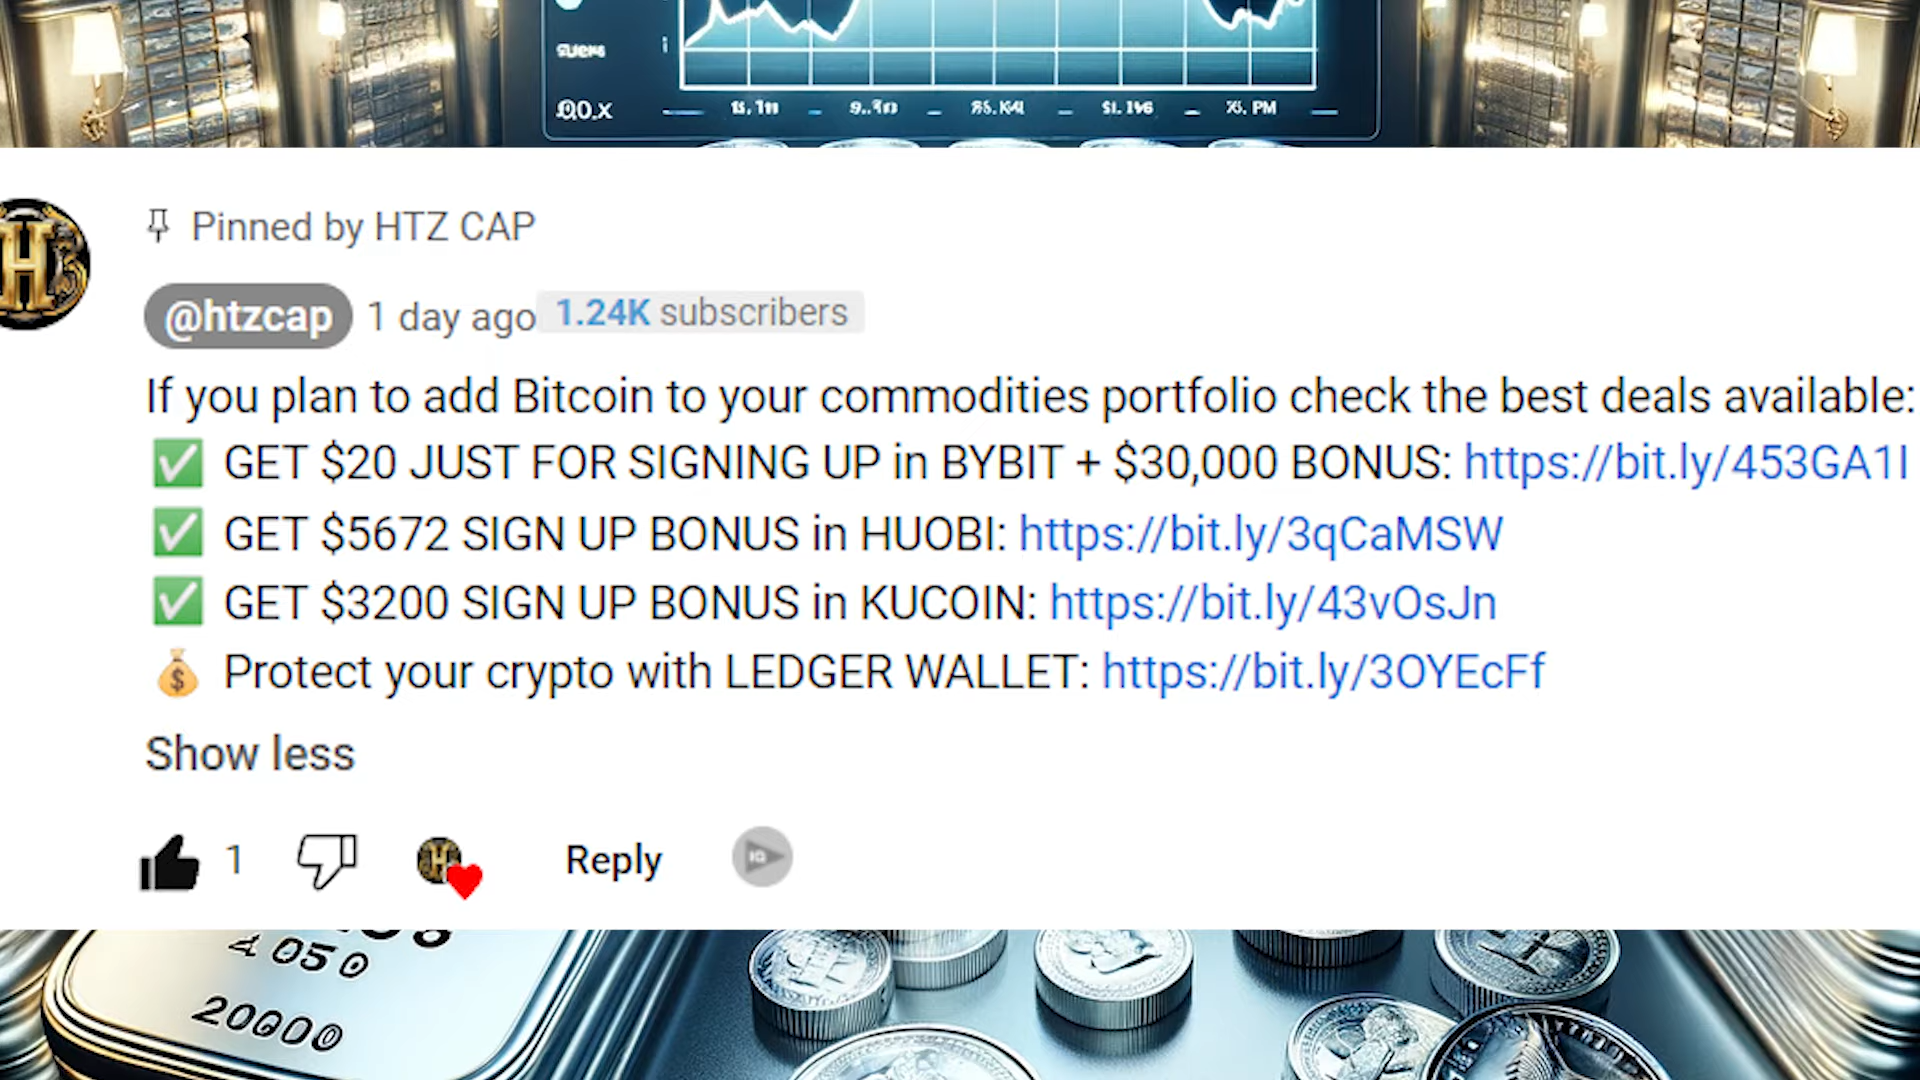 Pinned by HTZ CAP
@htzcap 1 day ago 1.24K subscribers
If you plan to add Bitcoin to your commodities portfolio check the best deals available:
✅ GET $20 JUST FOR SIGNING UP in BYBIT + $30,000 BONUS: https://bit.ly/453GA1I
✅ GET $5672 SIGN UP BONUS in HUOBI: https://bit.ly/3qCaMSW
✅ GET $3200 SIGN UP BONUS in KUCOIN: https://bit.ly/43vOsJn
💰 Protect your crypto with LEDGER WALLET: https://bit.ly/3OYEcFf
Show less
1 Reply